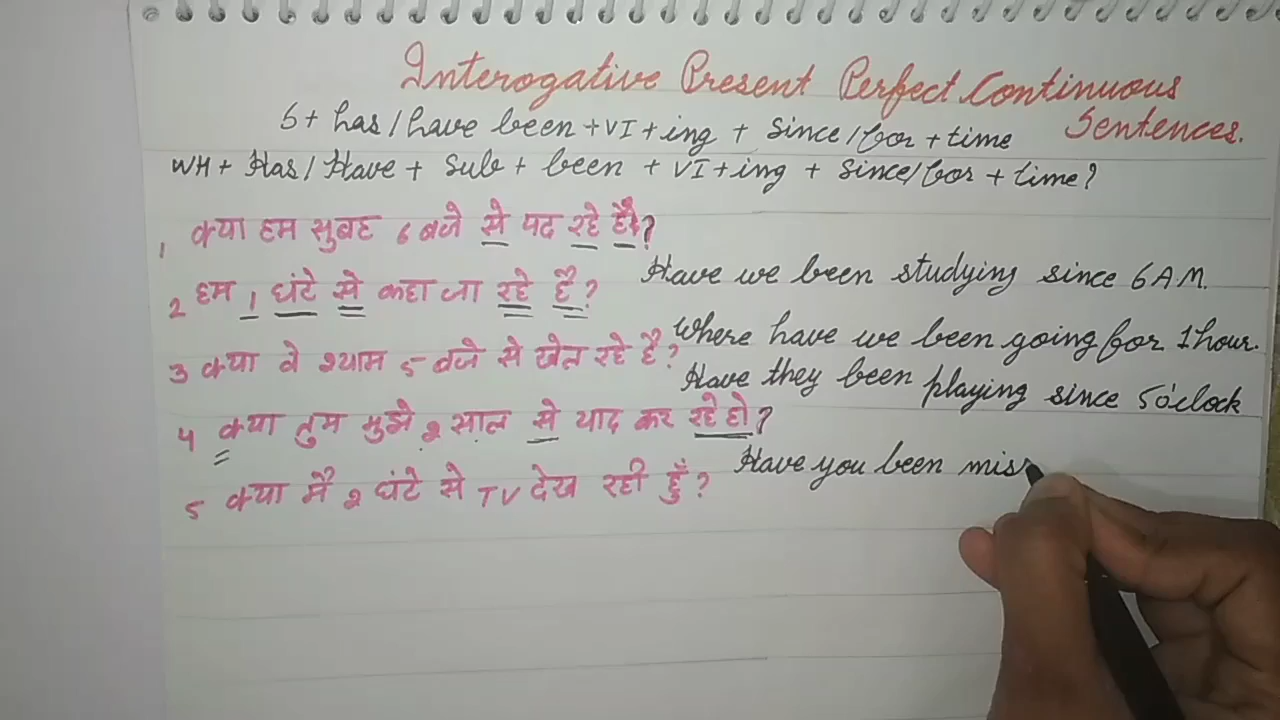 Interogative Present Perfect Continuous
Sentences.
S+ has/have been +VI+ing + Since/for + time
WH + Has/Have + Sub + been + VI+ing + Since/for + time?
1 क्या हम सुबह 6 बजे से पढ रहे हैं?
Have we been studying since 6 A.M.
2 हम 1 घंटे से कहा जा रहे है?
Where have we been going for 1 hour.
3 क्या वे श्याम 5 बजे से खेल रहे है?
Have they been playing since 5 o'clock
4 क्या तुम मुझे 2 साल से याद कर रहे हो?
Have you been miss
5 क्या मै 2 घंटे से TV देख रही हुँ?